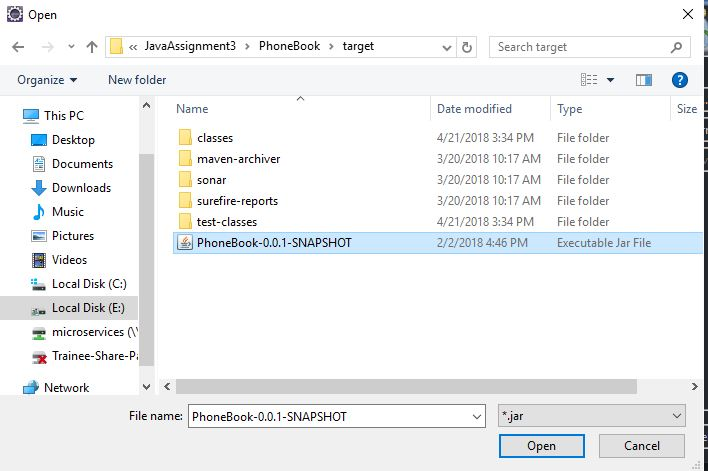 Open
« JavaAssignment3 > PhoneBook > target
Search target
Organize
New folder
?
Name Date modified Type Size
This PC
Desktop
Documents
Downloads
Music
Pictures
Videos
Local Disk (C:)
Local Disk (E:)
microservices (\\
Trainee-Share-Pa
Network
classes 4/21/2018 3:34 PM File folder
maven-archiver 3/20/2018 10:17 AM File folder
sonar 3/20/2018 10:17 AM File folder
surefire-reports 3/20/2018 10:17 AM File folder
test-classes 4/21/2018 3:34 PM File folder
PhoneBook-0.0.1-SNAPSHOT 2/2/2018 4:46 PM Executable Jar File
File name: PhoneBook-0.0.1-SNAPSHOT *.jar
Open Cancel